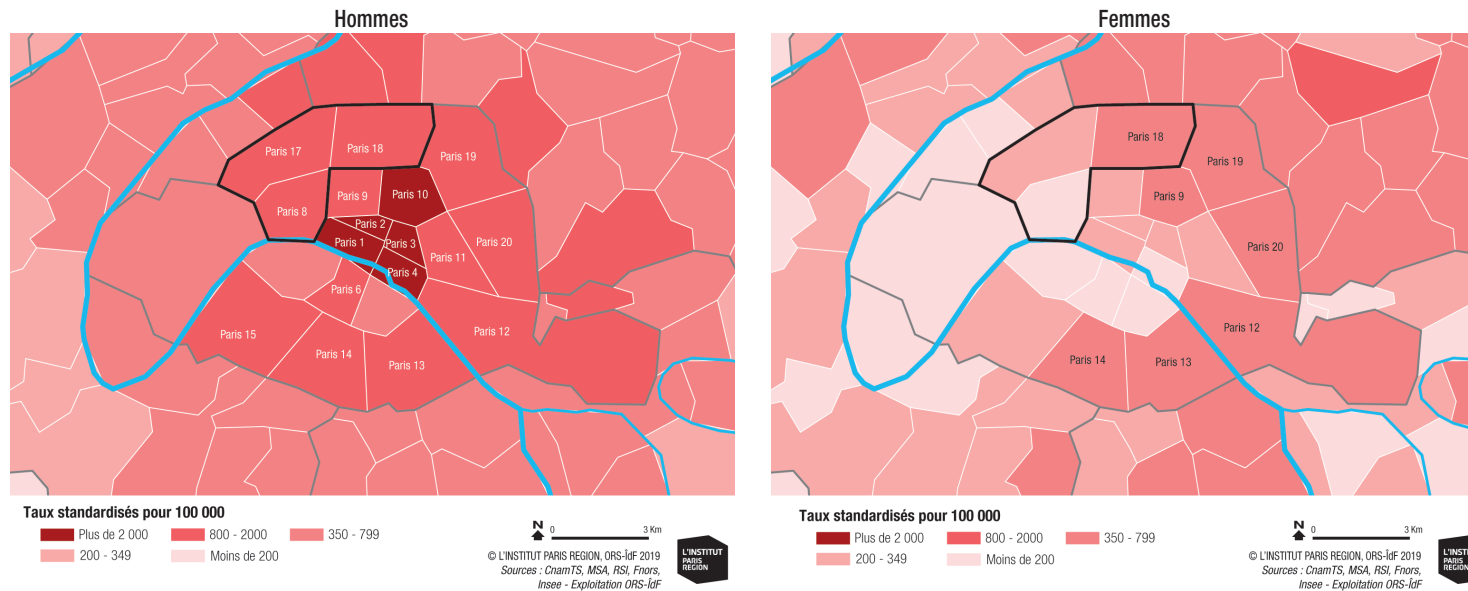 Hommes
Paris 17
Paris 18
Paris 19
Paris 8
Paris 9
Paris 10
Paris 2
Paris 1
Paris 3
Paris 4
Paris 11
Paris 20
Paris 6
Paris 15
Paris 14
Paris 13
Paris 12
Taux standardisés pour 100 000
Plus de 2 000
800 - 2000
350 - 799
200 - 349
Moins de 200
N
0
3 Km
© L'INSTITUT PARIS REGION, ORS-ÎdF 2019
Sources : CnamTS, MSA, RSI, Fnors,
Insee - Exploitation ORS-ÎdF
L'INSTITUT
PARIS
REGION
Femmes
Paris 18
Paris 19
Paris 9
Paris 20
Paris 12
Paris 14
Paris 13
Taux standardisés pour 100 000
Plus de 2 000
800 - 2000
350 - 799
200 - 349
Moins de 200
N
0
3 Km
© L'INSTITUT PARIS REGION, ORS-ÎdF 2019
Sources : CnamTS, MSA, RSI, Fnors,
Insee - Exploitation ORS-ÎdF
PARIS
REGION